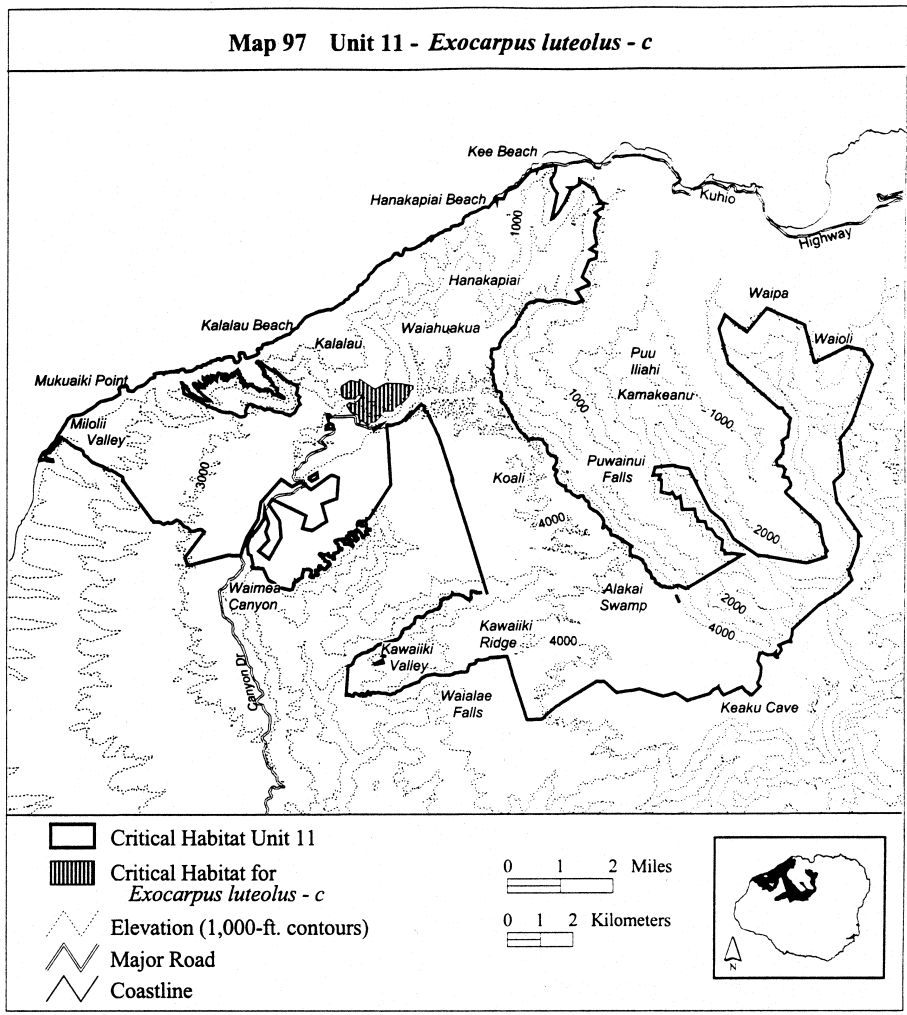 Map 97 Unit 11 - Exocarpus luteolus - c
Kee Beach
Hanakapiai Beach
Kuhio
Highway
1000
Hanakapiai
Waipa
Kalalau Beach
Kalalau
Waiahuakua
Waioli
Puu
Iliahi
Mukuaiki Point
Kamakeanu
1000
1000
Milolii
Valley
3000
Koali
Puwainui
Falls
4000
2000
Waimea
Canyon
Alakai
Swamp
2000
4000
Kawaiiki
Ridge
4000
Kawaiiki
Valley
Canyon Dr
Waialae
Falls
Keaku Cave
Critical Habitat Unit 11
Critical Habitat for
Exocarpus luteolus - c
Elevation (1,000-ft. contours)
Major Road
Coastline
0 1 2 Miles
0 1 2 Kilometers
N